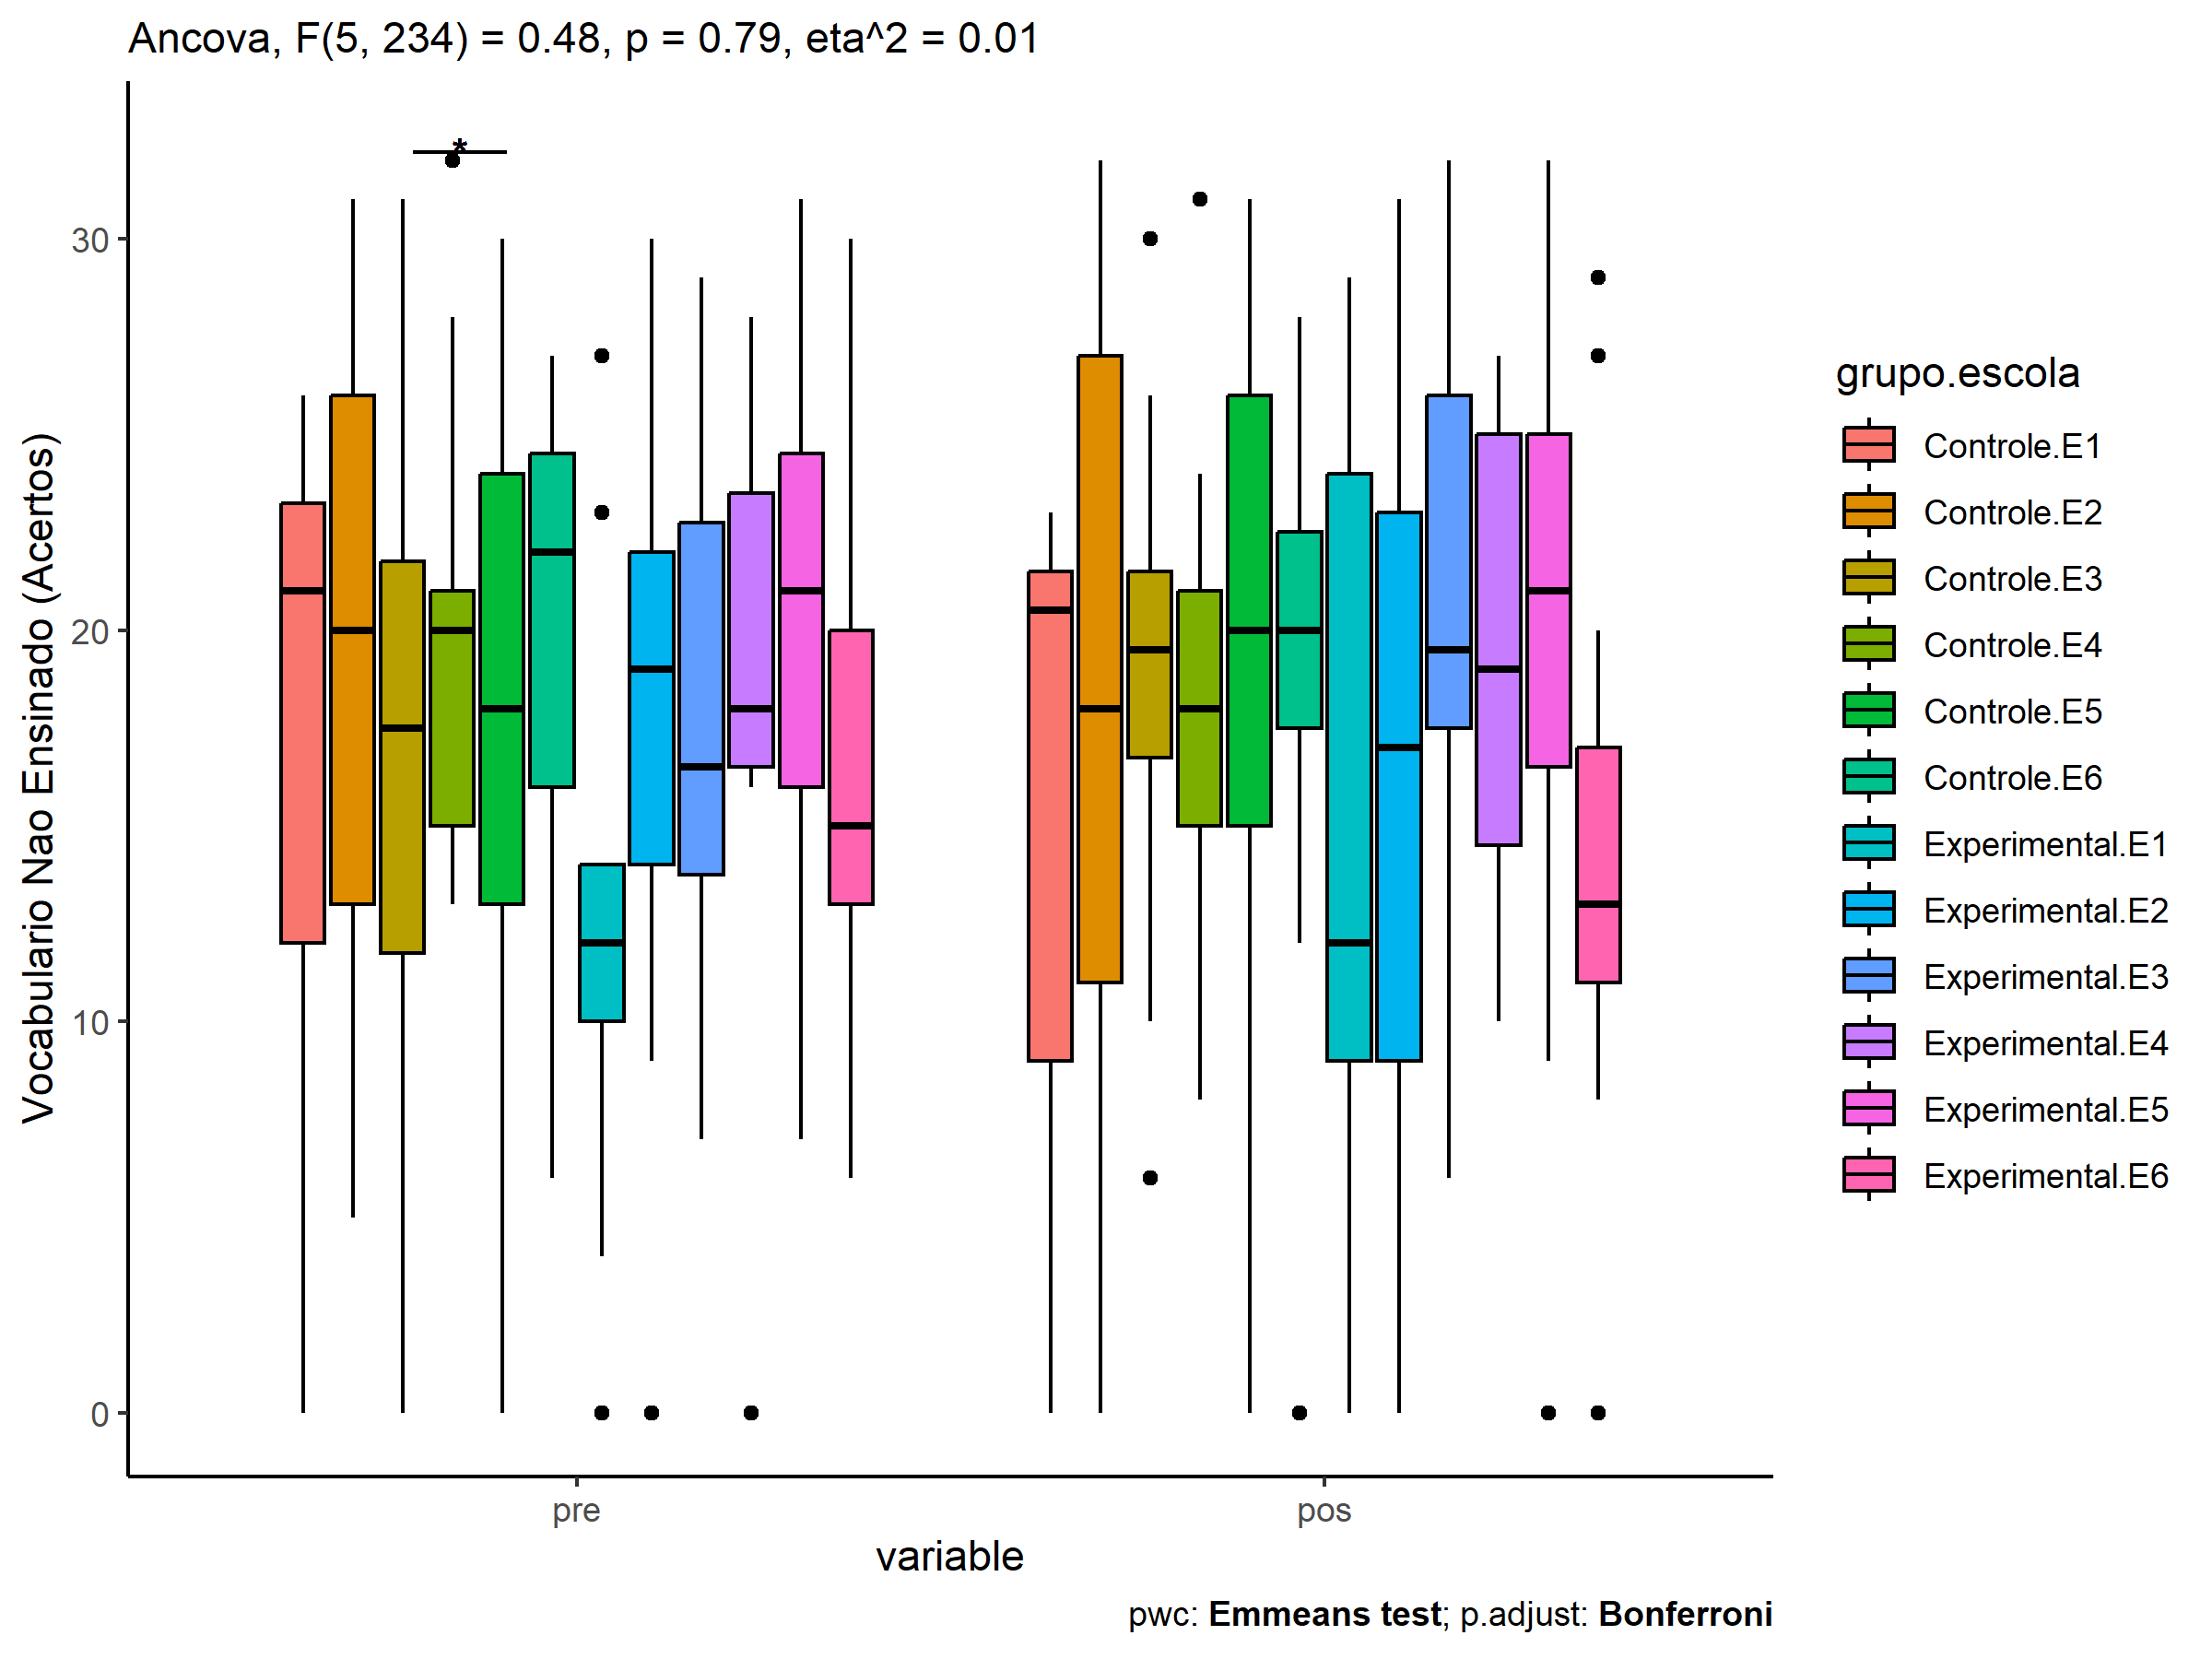 Ancova, F(5, 234) = 0.48, p = 0.79, eta^2 = 0.01
*
Vocabulario Nao Ensinado (Acertos)
30
20
10
0
pre
pos
variable
pwc: Emmeans test; p.adjust: Bonferroni
grupo.escola
Controle.E1
Controle.E2
Controle.E3
Controle.E4
Controle.E5
Controle.E6
Experimental.E1
Experimental.E2
Experimental.E3
Experimental.E4
Experimental.E5
Experimental.E6